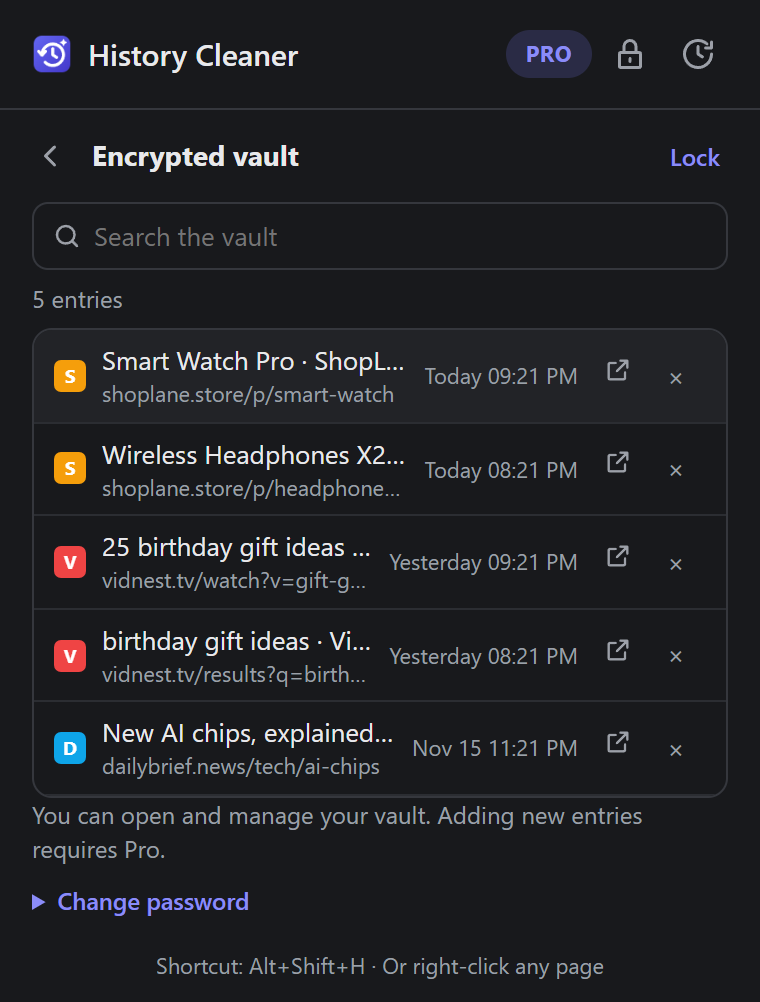 History Cleaner
PRO
Encrypted vault
Lock
Search the vault
5 entries
S
Smart Watch Pro · ShopL...
shoplane.store/p/smart-watch
Today 09:21 PM
×
S
Wireless Headphones X2...
shoplane.store/p/headphone...
Today 08:21 PM
×
V
25 birthday gift ideas ...
vidnest.tv/watch?v=gift-g...
Yesterday 09:21 PM
×
V
birthday gift ideas · Vi...
vidnest.tv/results?q=birth...
Yesterday 08:21 PM
×
D
New AI chips, explained...
dailybrief.news/tech/ai-chips
Nov 15 11:21 PM
×
You can open and manage your vault. Adding new entries
requires Pro.
Change password
Shortcut: Alt+Shift+H · Or right-click any page